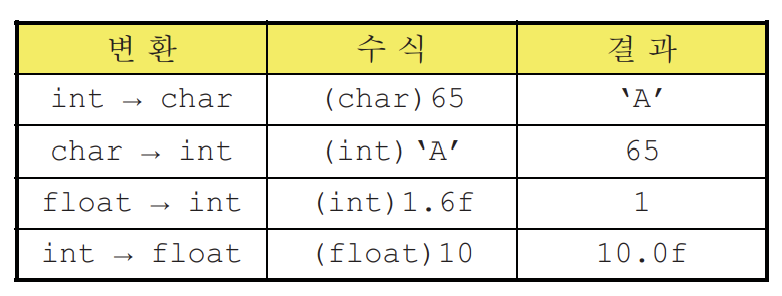 변 환 수 식 결 과
int → char (char)65 ‘A’
char → int (int)‘A’ 65
float → int (int)1.6f 1
int → float (float)10 10.0f